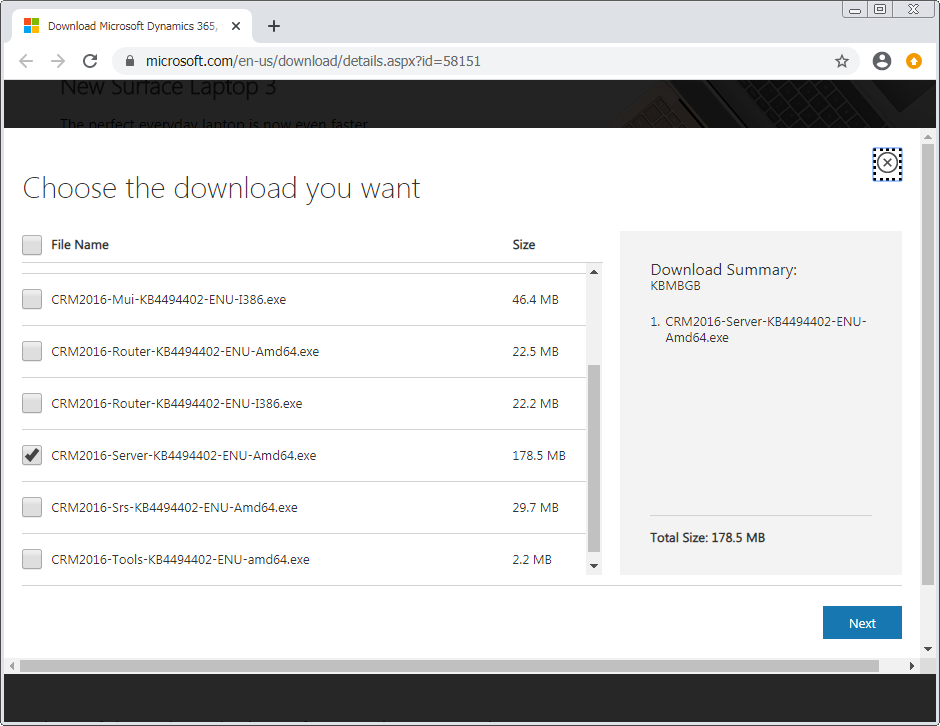 Download Microsoft Dynamics 365,
microsoft.com/en-us/download/details.aspx?id=58151
New Surface Laptop 3
The perfect everyday laptop is now even faster
Choose the download you want
File Name Size
CRM2016-Mui-KB4494402-ENU-I386.exe 46.4 MB
CRM2016-Router-KB4494402-ENU-Amd64.exe 22.5 MB
CRM2016-Router-KB4494402-ENU-I386.exe 22.2 MB
CRM2016-Server-KB4494402-ENU-Amd64.exe 178.5 MB
CRM2016-Srs-KB4494402-ENU-Amd64.exe 29.7 MB
CRM2016-Tools-KB4494402-ENU-amd64.exe 2.2 MB
Download Summary:
KBMBGB
1. CRM2016-Server-KB4494402-ENU-
Amd64.exe
Total Size: 178.5 MB
Next